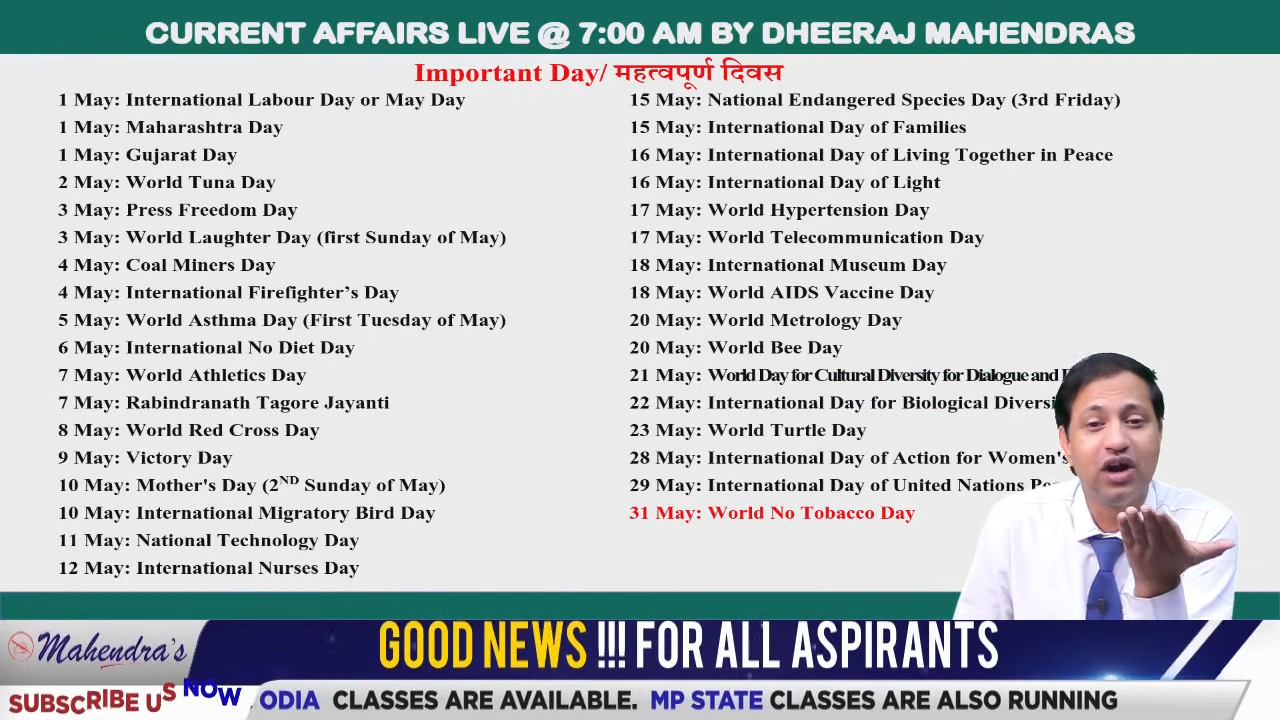 CURRENT AFFAIRS LIVE @ 7:00 AM BY DHEERAJ MAHENDRAS
Important Day/ महत्वपूर्ण दिवस
1 May: International Labour Day or May Day
1 May: Maharashtra Day
1 May: Gujarat Day
2 May: World Tuna Day
3 May: Press Freedom Day
3 May: World Laughter Day (first Sunday of May)
4 May: Coal Miners Day
4 May: International Firefighter’s Day
5 May: World Asthma Day (First Tuesday of May)
6 May: International No Diet Day
7 May: World Athletics Day
7 May: Rabindranath Tagore Jayanti
8 May: World Red Cross Day
9 May: Victory Day
10 May: Mother's Day (2ND Sunday of May)
10 May: International Migratory Bird Day
11 May: National Technology Day
12 May: International Nurses Day
15 May: National Endangered Species Day (3rd Friday)
15 May: International Day of Families
16 May: International Day of Living Together in Peace
16 May: International Day of Light
17 May: World Hypertension Day
17 May: World Telecommunication Day
18 May: International Museum Day
18 May: World AIDS Vaccine Day
20 May: World Metrology Day
20 May: World Bee Day
21 May: World Day for Cultural Diversity for Dialogue and
22 May: International Day for Biological
23 May: World Turtle Day
28 May: International Day of Action for Women's
29 May: International Day of United Nations
31 May: World No Tobacco Day
Mahendra's
GOOD NEWS !!! FOR ALL ASPIRANTS
SUBSCRIBE US NOW
ODIA CLASSES ARE AVAILABLE. MP STATE CLASSES ARE ALSO RUNNING